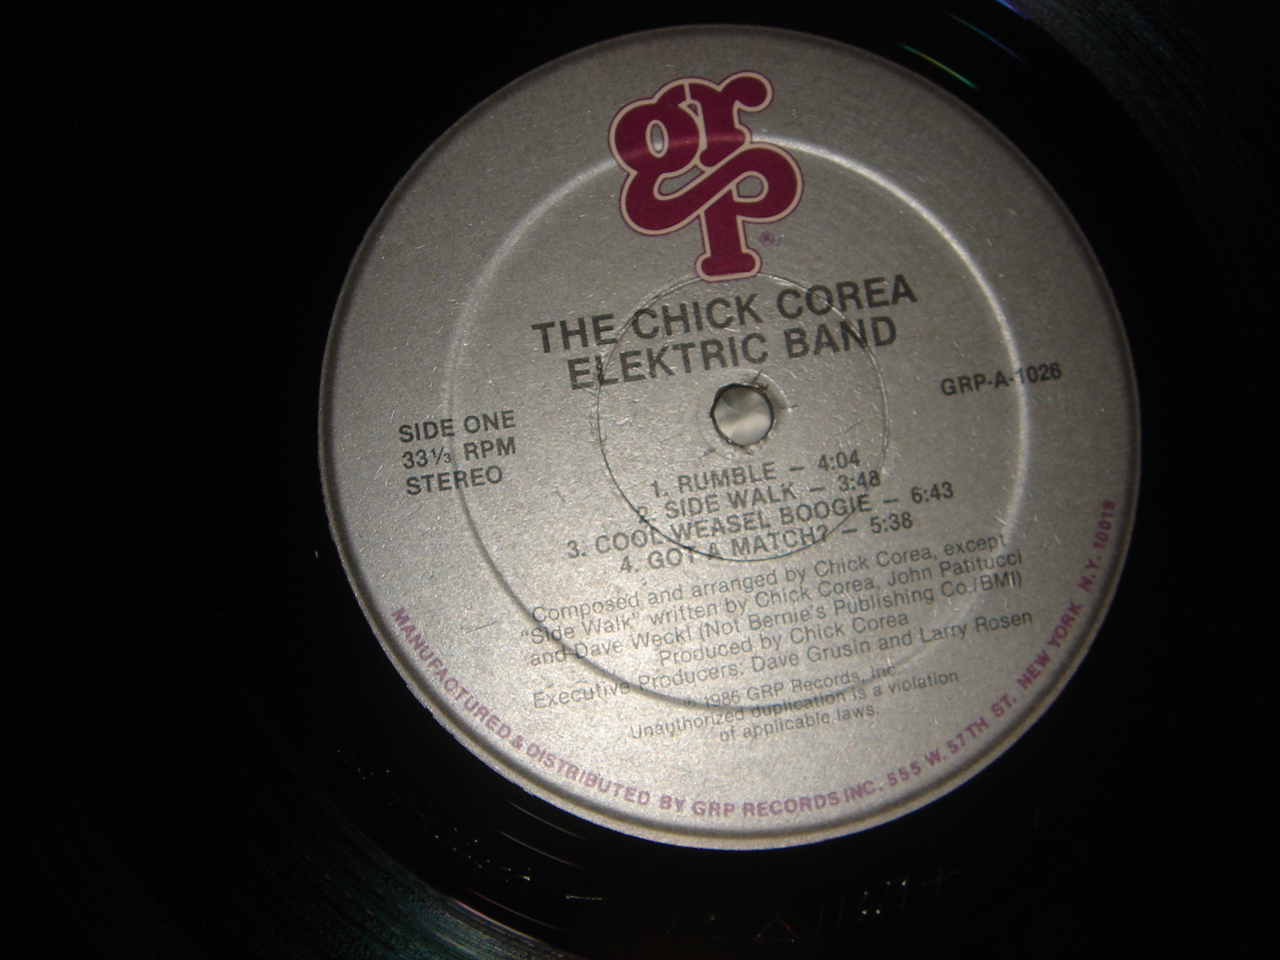 grp®
THE CHICK COREA
ELEKTRIC BAND
GRP-A-1026
SIDE ONE
33⅓ RPM
STEREO
1. RUMBLE – 4:04
2. SIDE WALK – 3:48
3. COOL WEASEL BOOGIE – 6:43
4. GOT A MATCH? – 5:38
Composed and arranged by Chick Corea, except
"Side Walk" written by Chick Corea, John Patitucci
and Dave Weckl (Not Bernie's Publishing Co./BMI)
Produced by Chick Corea
Executive Producers: Dave Grusin and Larry Rosen
© 1986 GRP Records, Inc.
Unauthorized duplication is a violation
of applicable laws.
MANUFACTURED & DISTRIBUTED BY GRP RECORDS INC. 555 W. 57TH ST. NEW YORK N.Y. 10019